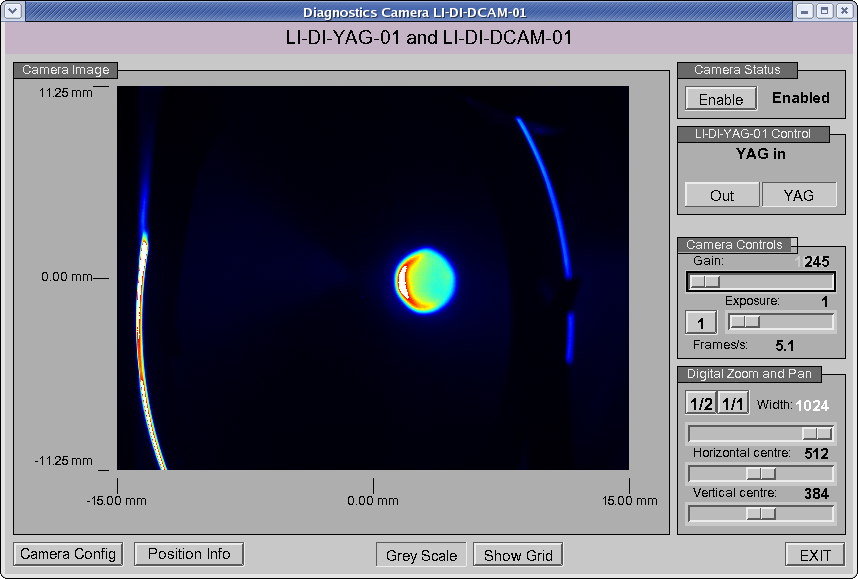 Diagnostics Camera LI-DI-DCAM-01
LI-DI-YAG-01 and LI-DI-DCAM-01
Camera Image
11.25 mm
0.00 mm
-11.25 mm
-15.00 mm
0.00 mm
15.00 mm
Camera Status
Enable
Enabled
LI-DI-YAG-01 Control
YAG in
Out
YAG
Camera Controls
Gain: 245
Exposure: 1
1
Frames/s: 5.1
Digital Zoom and Pan
1/2 1/1 Width: 1024
Horizontal centre: 512
Vertical centre: 384
Camera Config
Position Info
Grey Scale
Show Grid
EXIT